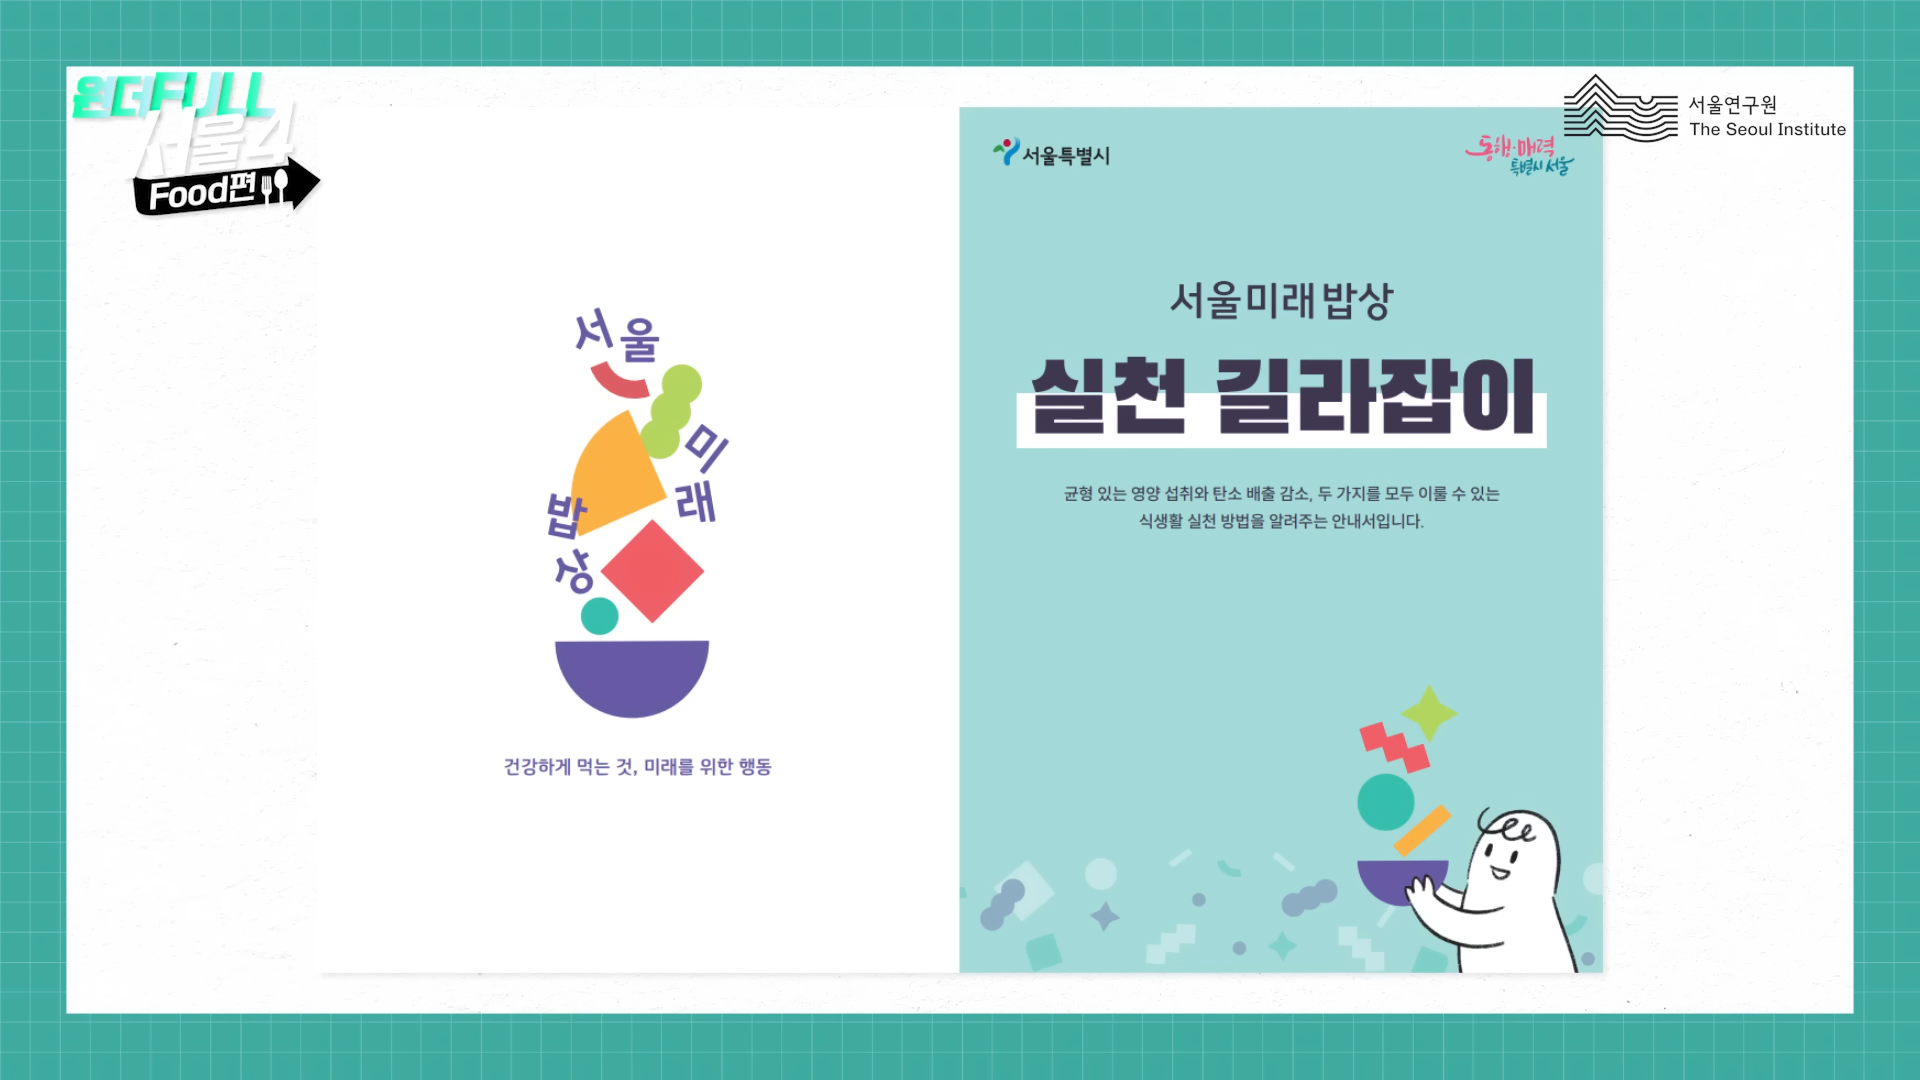 원더FULL
서울4
Food편
서울연구원
The Seoul Institute
서울
미래
밥상
건강하게 먹는 것, 미래를 위한 행동
서울특별시
동행·매력
특별시 서울
서울미래밥상
실천 길라잡이
균형 있는 영양 섭취와 탄소 배출 감소, 두 가지를 모두 이룰 수 있는
식생활 실천 방법을 알려주는 안내서입니다.